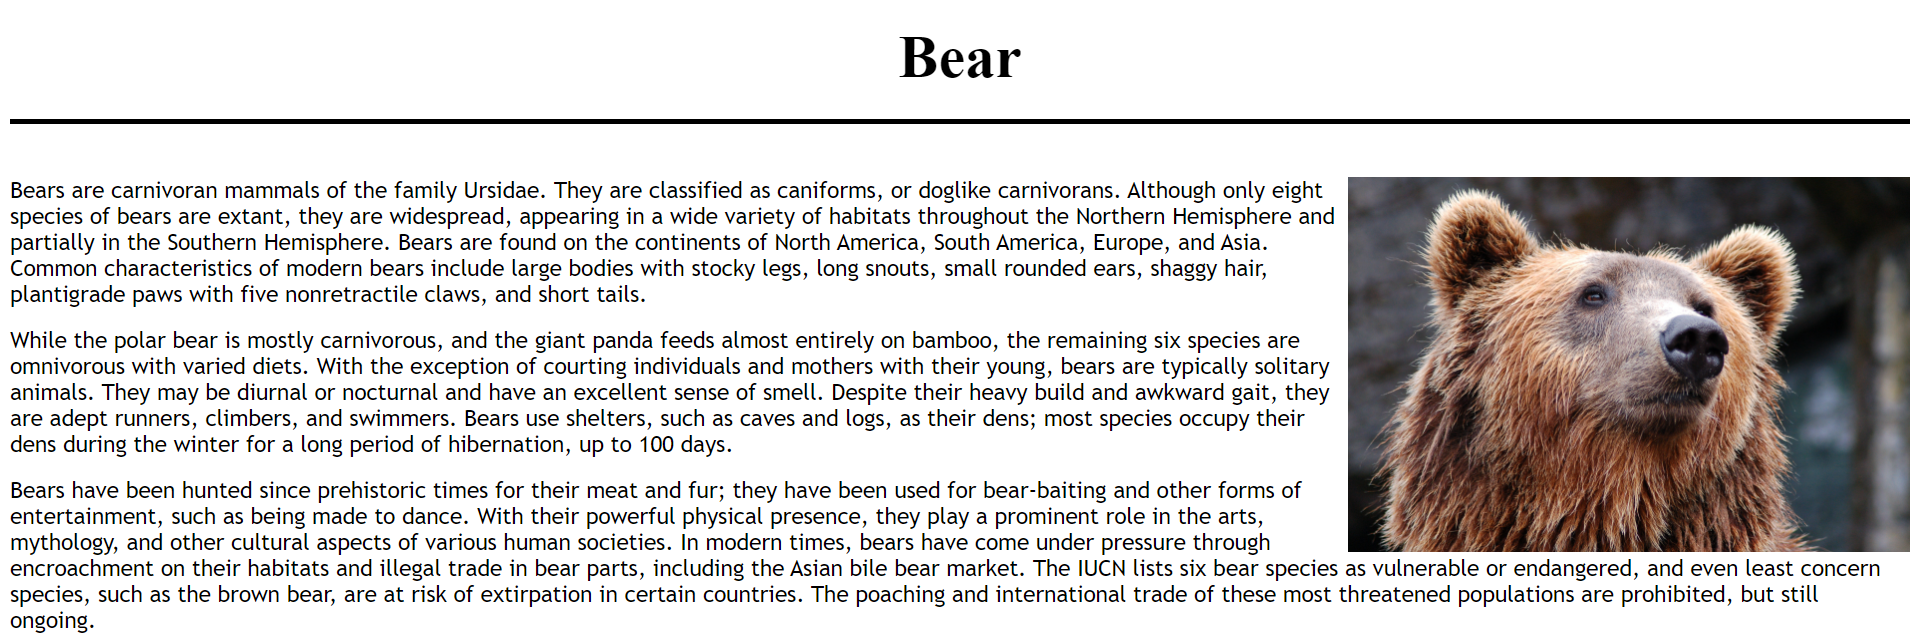 Bear
Bears are carnivoran mammals of the family Ursidae. They are classified as caniforms, or doglike carnivorans. Although only eight
species of bears are extant, they are widespread, appearing in a wide variety of habitats throughout the Northern Hemisphere and
partially in the Southern Hemisphere. Bears are found on the continents of North America, South America, Europe, and Asia.
Common characteristics of modern bears include large bodies with stocky legs, long snouts, small rounded ears, shaggy hair,
plantigrade paws with five nonretractile claws, and short tails.
While the polar bear is mostly carnivorous, and the giant panda feeds almost entirely on bamboo, the remaining six species are
omnivorous with varied diets. With the exception of courting individuals and mothers with their young, bears are typically solitary
animals. They may be diurnal or nocturnal and have an excellent sense of smell. Despite their heavy build and awkward gait, they
are adept runners, climbers, and swimmers. Bears use shelters, such as caves and logs, as their dens; most species occupy their
dens during the winter for a long period of hibernation, up to 100 days.
Bears have been hunted since prehistoric times for their meat and fur; they have been used for bear-baiting and other forms of
entertainment, such as being made to dance. With their powerful physical presence, they play a prominent role in the arts,
mythology, and other cultural aspects of various human societies. In modern times, bears have come under pressure through
encroachment on their habitats and illegal trade in bear parts, including the Asian bile bear market. The IUCN lists six bear species as vulnerable or endangered, and even least concern
species, such as the brown bear, are at risk of extirpation in certain countries. The poaching and international trade of these most threatened populations are prohibited, but still
ongoing.